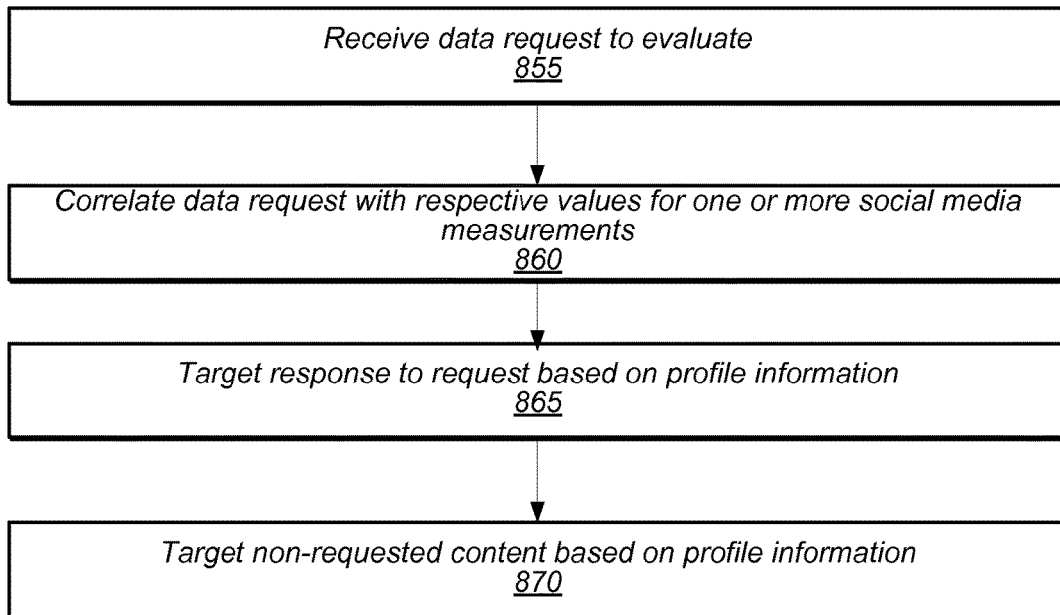 Receive data request to evaluate
855
Correlate data request with respective values for one or more social media
measurements
860
Target response to request based on profile information
865
Target non-requested content based on profile information
870